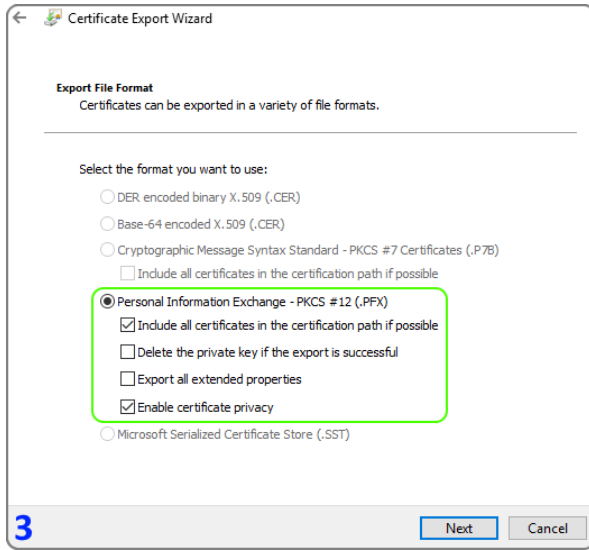 Certificate Export Wizard
Export File Format
Certificates can be exported in a variety of file formats.
Select the format you want to use:
DER encoded binary X.509 (.CER)
Base-64 encoded X.509 (.CER)
Cryptographic Message Syntax Standard - PKCS #7 Certificates (.P7B)
Include all certificates in the certification path if possible
Personal Information Exchange - PKCS #12 (.PFX)
Include all certificates in the certification path if possible
Delete the private key if the export is successful
Export all extended properties
Enable certificate privacy
Microsoft Serialized Certificate Store (.SST)
3
Next Cancel